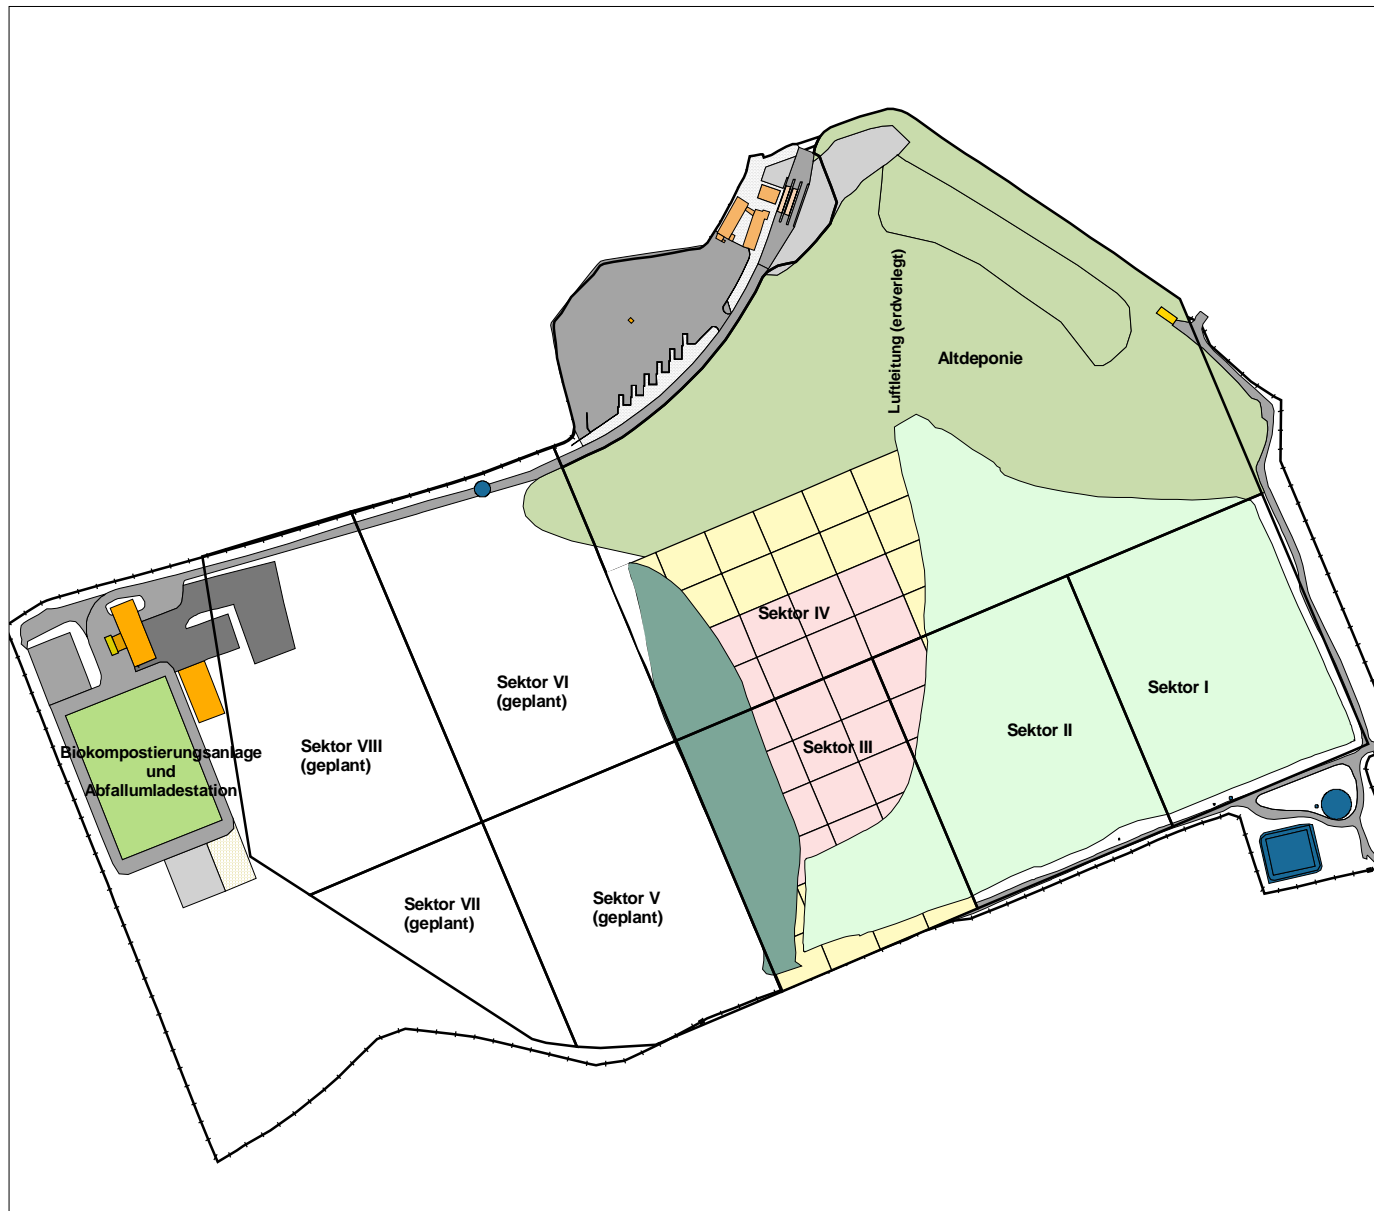 Luftleitung (erdverlegt)
Altdeponie
Sektor IV
Sektor VI
(geplant)
Sektor I
Sektor II
Sektor III
Sektor VIII
(geplant)
Biokompostierungsanlage
und
Abfallumladestation
Sektor VII
(geplant)
Sektor V
(geplant)